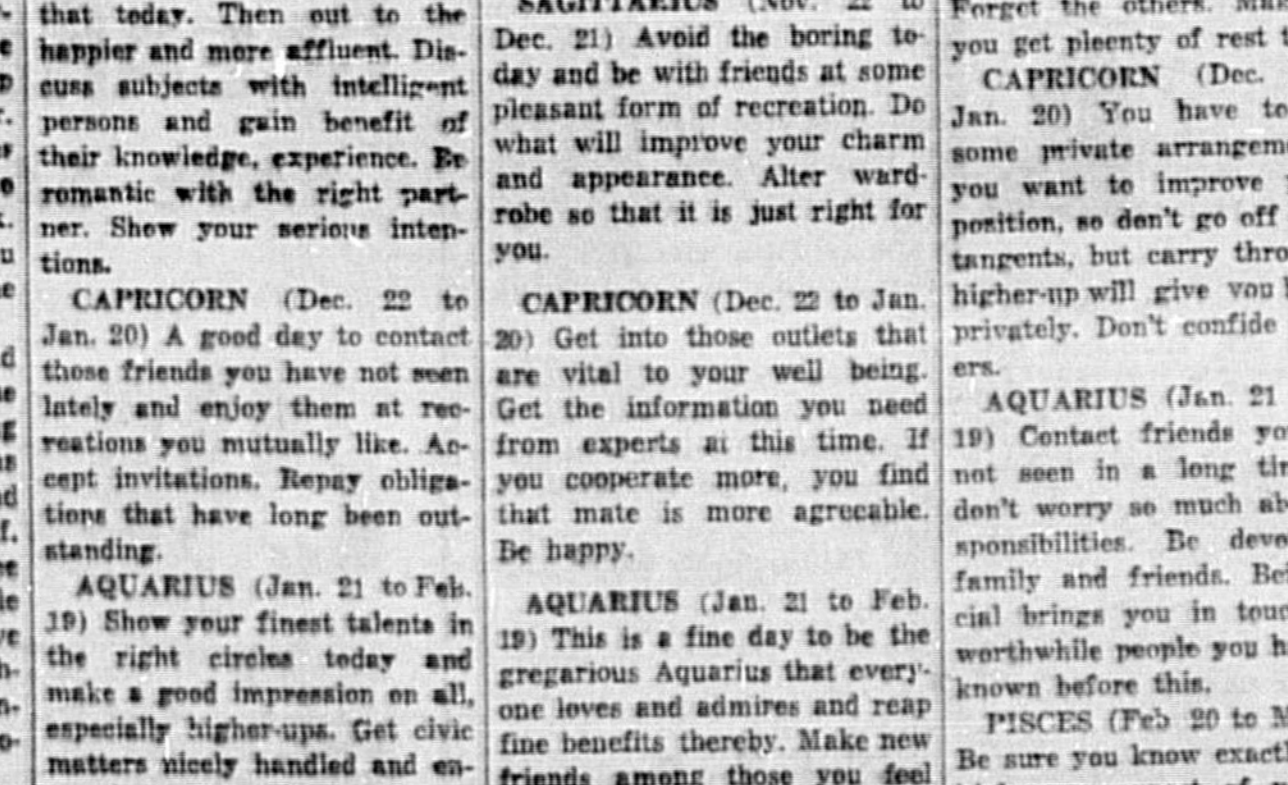 that today. Then out to the
happier and more affluent. Dis-
cuss subjects with intelligent
persons and gain benefit of
their knowledge, experience. Be
romantic with the right part-
ner. Show your serious inten-
tions.
CAPRICORN (Dec. 22 to
Jan. 20) A good day to contact
those friends you have not seen
lately and enjoy them at rec-
reations you mutually like. Ac-
cept invitations. Repay obliga-
tions that have long been out-
standing.
AQUARIUS (Jan. 21 to Feb.
19) Show your finest talents in
the right circles today and
make a good impression on all,
especially higher-ups. Get civic
matters nicely handled and en-
SAGITTARIUS (Nov. 22 to
Dec. 21) Avoid the boring to-
day and be with friends at some
pleasant form of recreation. Do
what will improve your charm
and appearance. Alter ward-
robe so that it is just right for
you.
CAPRICORN (Dec. 22 to Jan.
20) Get into those outlets that
are vital to your well being.
Get the information you need
from experts at this time. If
you cooperate more, you find
that mate is more agreeable.
Be happy.
AQUARIUS (Jan. 21 to Feb.
19) This is a fine day to be the
gregarious Aquarius that every-
one loves and admires and reap
fine benefits thereby. Make new
friends among those you feel
Forget the others.
you get pleenty of rest
CAPRICORN (Dec.
Jan. 20) You have to
some private arrangem
you want to improve
position, so don't go off
tangents, but carry thro
higher-up will give you
privately. Don't confide
ers.
AQUARIUS (Jan. 21
19) Contact friends yo
not seen in a long tin
don't worry so much ab
sponsibilities. Be devo
family and friends. Be
cial brings you in tou
worthwhile people you h
known before this.
PISCES (Feb 20 to M
Be sure you know exactl